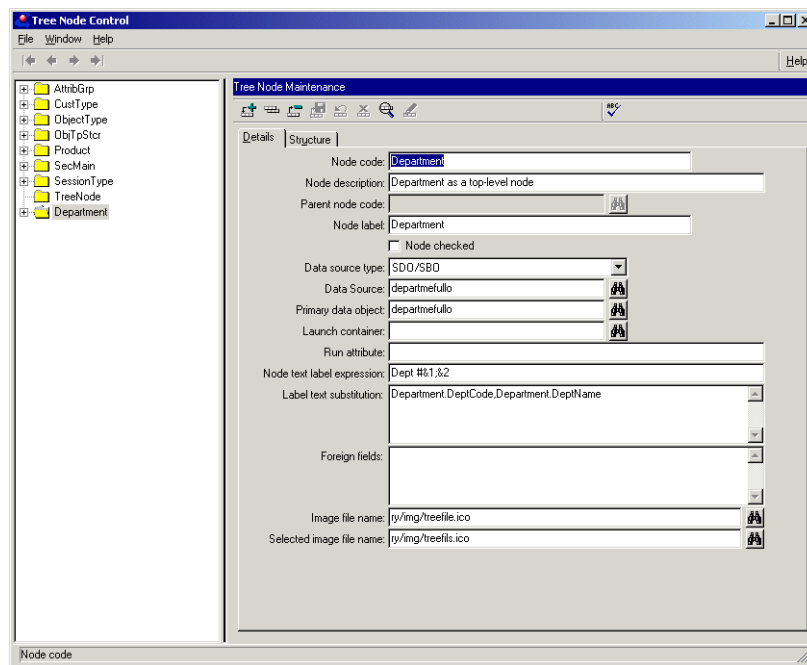 Tree Node Control
File Window Help
Help
AttribGrp
CustType
ObjectType
ObjTpStcr
Product
SecMain
SessionType
TreeNode
Department
Tree Node Maintenance
ABC
Details Structure
Node code: Department
Node description: Department as a top-level node
Parent node code:
Node label: Department
Node checked
Data source type: SDO/SBO
Data Source: departmefullo
Primary data object: departmefullo
Launch container:
Run attribute:
Node text label expression: Dept #&1;&2
Label text substitution: Department.DeptCode,Department.DeptName
Foreign fields:
Image file name: ry/img/treefile.ico
Selected image file name: ry/img/treefils.ico
Node code